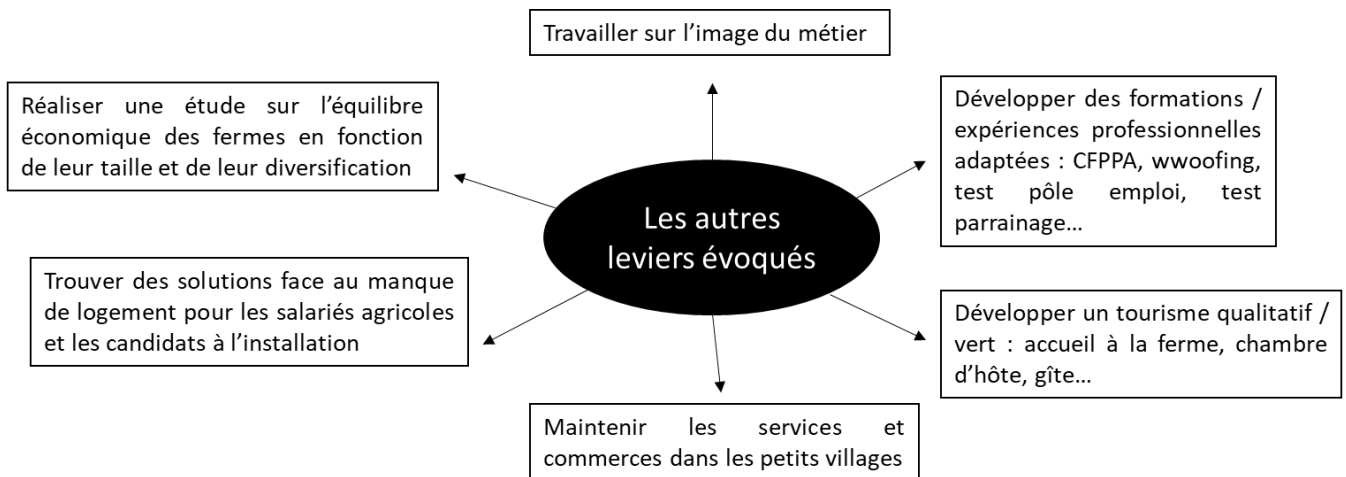 Travailler sur l'image du métier
Réaliser une étude sur l'équilibre
économique des fermes en fonction
de leur taille et de leur diversification
Développer des formations /
expériences professionnelles
adaptées : CFPPA, wwoofing,
test pôle emploi, test
parrainage…
Les autres
leviers évoqués
Trouver des solutions face au manque
de logement pour les salariés agricoles
et les candidats à l'installation
Développer un tourisme qualitatif /
vert : accueil à la ferme, chambre
d'hôte, gîte…
Maintenir les services et
commerces dans les petits villages